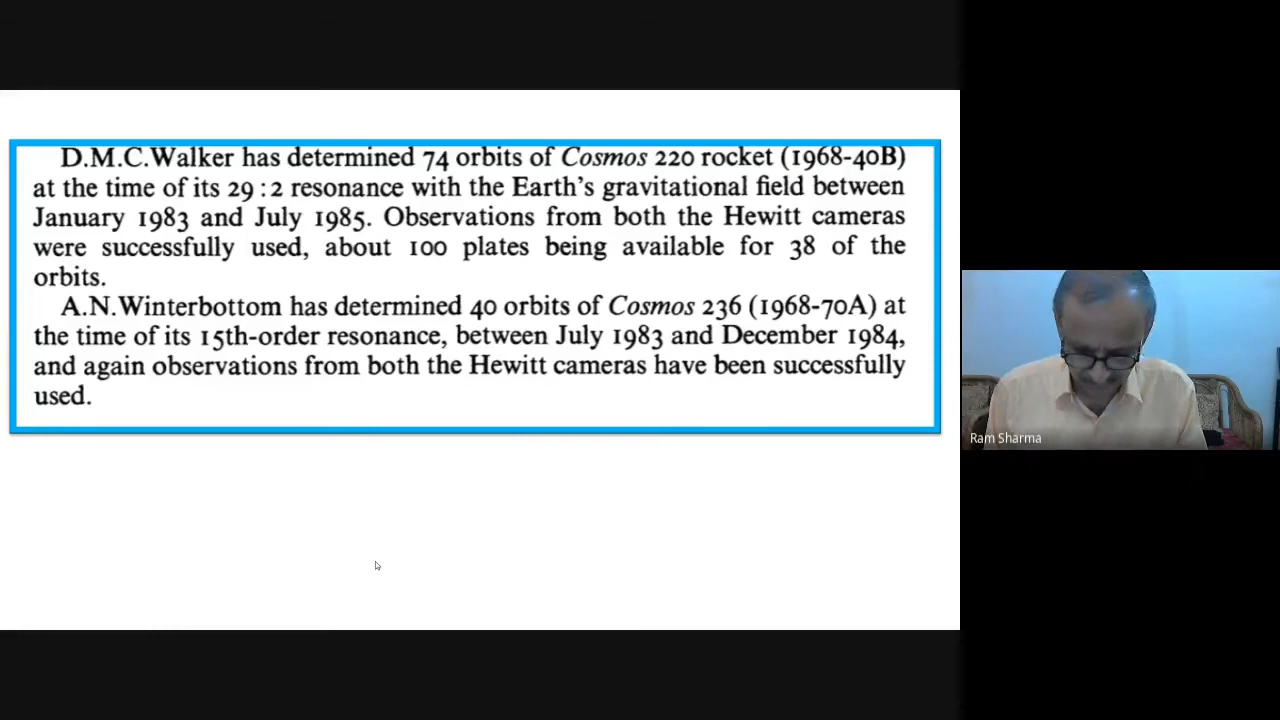 D.M.C.Walker has determined 74 orbits of Cosmos 220 rocket (1968-40B)
at the time of its 29:2 resonance with the Earth's gravitational field between
January 1983 and July 1985. Observations from both the Hewitt cameras
were successfully used, about 100 plates being available for 38 of the
orbits.
A.N.Winterbottom has determined 40 orbits of Cosmos 236 (1968-70A) at
the time of its 15th-order resonance, between July 1983 and December 1984,
and again observations from both the Hewitt cameras have been successfully
used.
Ram Sharma